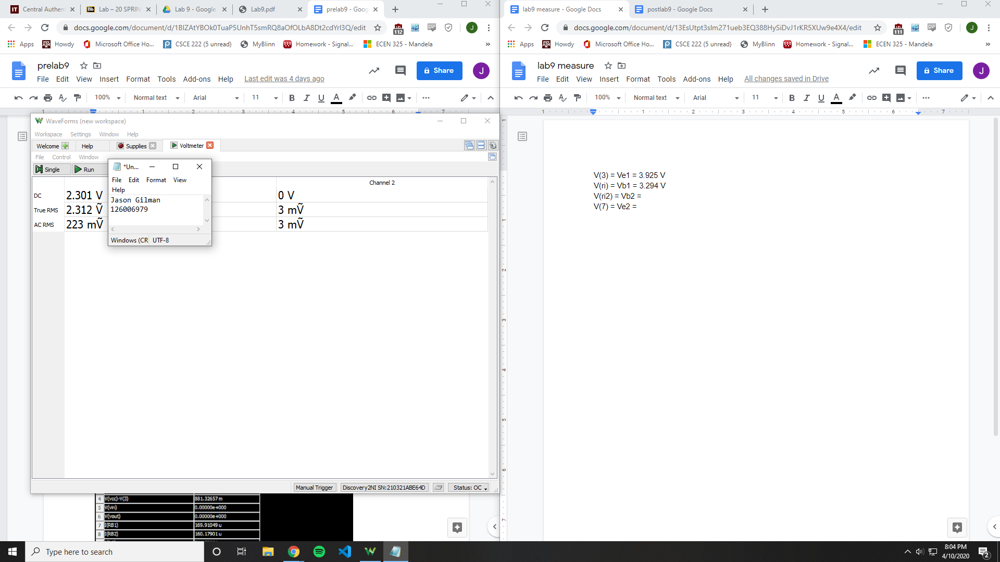 Central Authent
Lab – 20 SPRIN
Lab 9 - Google
Lab9.pdf
prelab9 - Goog
docs.google.com/document/d/1BlZAtYBOk0TuaP5UnhT5smRQ8aOfOLbA8Dt2cdYrl3Q/edit
112
J
Apps
Howdy
Microsoft Office Ho...
CSCE 222 (5 unread)
MyBlinn
Homework - Signal...
ECEN 325 - Mandela
»
prelab9
Share
J
File Edit View Insert Format Tools Add-ons Help Last edit was 4 days ago
100% Normal text Arial 11 B I U A
WaveForms (new workspace)
Workspace Settings Window Help
Welcome Help Supplies Voltmeter
File Control Window
Single Run
Channel 2
DC 2.301 V 0 V
True RMS 2.312 Ṽ 3 mṼ
AC RMS 223 mṼ 3 mṼ
*Un...
File Edit Format View
Help
Jason Gilman
126006979
Windows (CR UTF-8
Manual Trigger Discovery2NI SN:210321ABE64D Status: OC
4 V(vcc)-V(3) 881.32657 m
5 V(vin) 0.00000e+000
6 V(vout) 0.00000e+000
7 I(RB1) 169.91049 u
8 I(RB2) 160.17901 u
lab9 measure - Google Docs
postlab9 - Google Docs
docs.google.com/document/d/13EsUtpt3slm271ueb3EQ388HySiDvJ1rKR5XUw9e4X4/edit
111
J
Apps
Howdy
Microsoft Office Ho...
CSCE 222 (5 unread)
MyBlinn
Homework - Signal...
ECEN 325 - Mandela
»
lab9 measure
Share
J
File Edit View Insert Format Tools Add-ons Help All changes saved in Drive
100% Normal text Arial 11 B I U A
V(3) = Ve1 = 3.925 V
V(ri) = Vb1 = 3.294 V
V(ri2) = Vb2 =
V(7) = Ve2 =
Type here to search
8:04 PM
4/10/2020
2